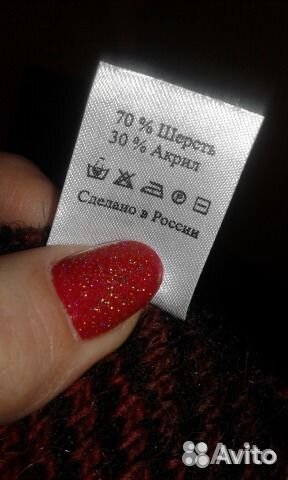 70 % Шерсть
30 % Акрил
Сделано в России
Avito